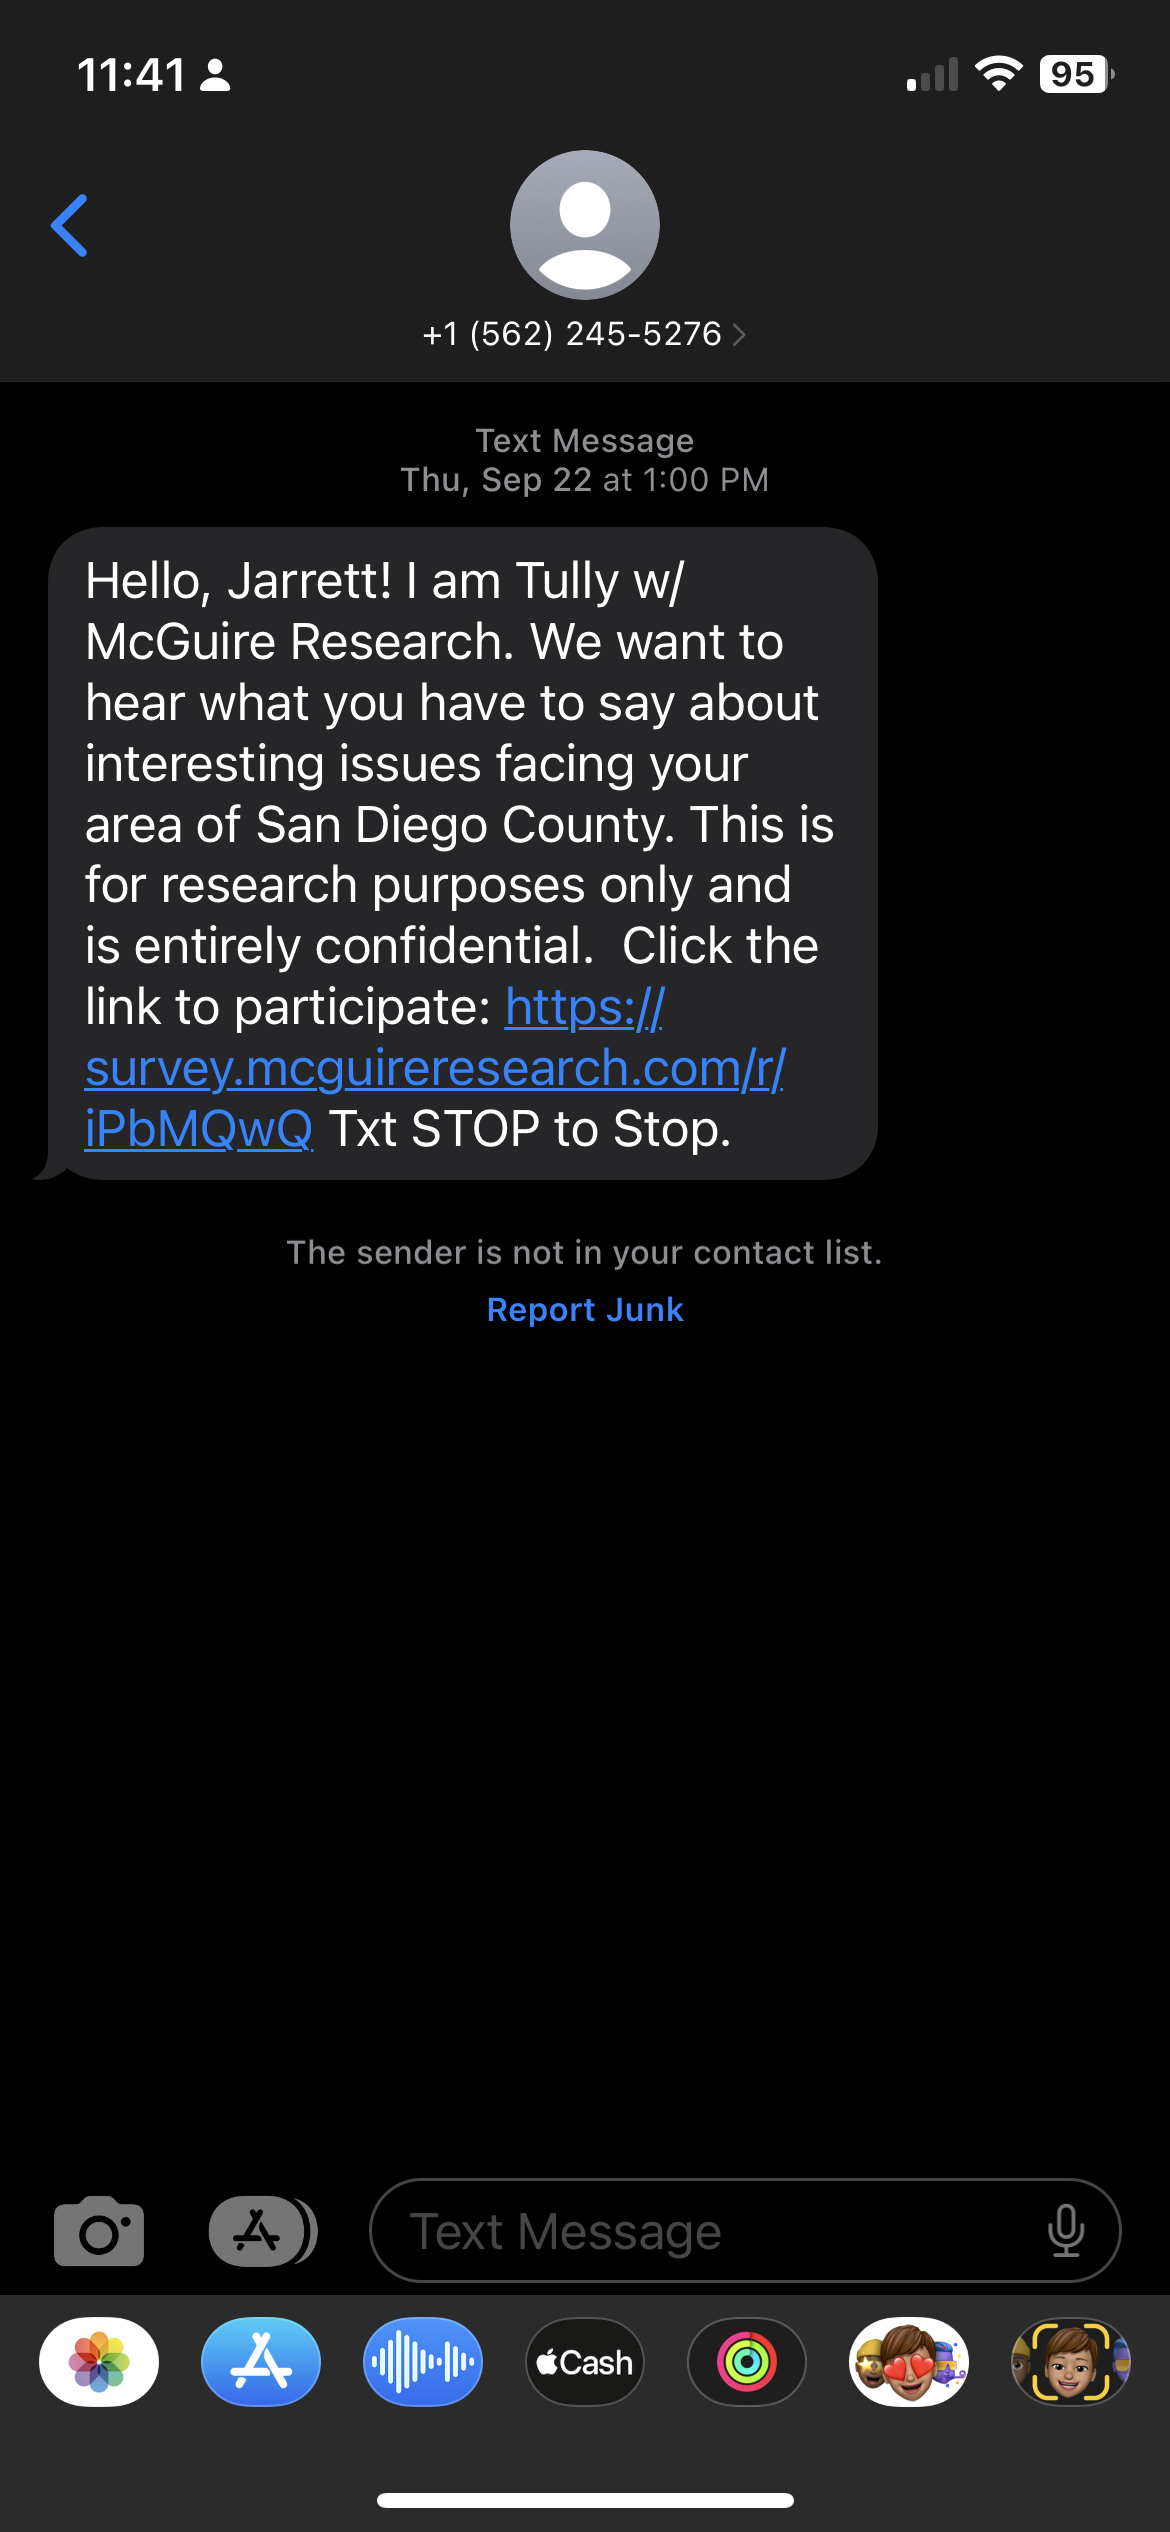 11:41
95
+1 (562) 245-5276
Text Message
Thu, Sep 22 at 1:00 PM
Hello, Jarrett! I am Tully w/
McGuire Research. We want to
hear what you have to say about
interesting issues facing your
area of San Diego County. This is
for research purposes only and
is entirely confidential.  Click the
link to participate: https://
survey.mcguireresearch.com/r/
iPbMQwQ Txt STOP to Stop.
The sender is not in your contact list.
Report Junk
Text Message
Cash